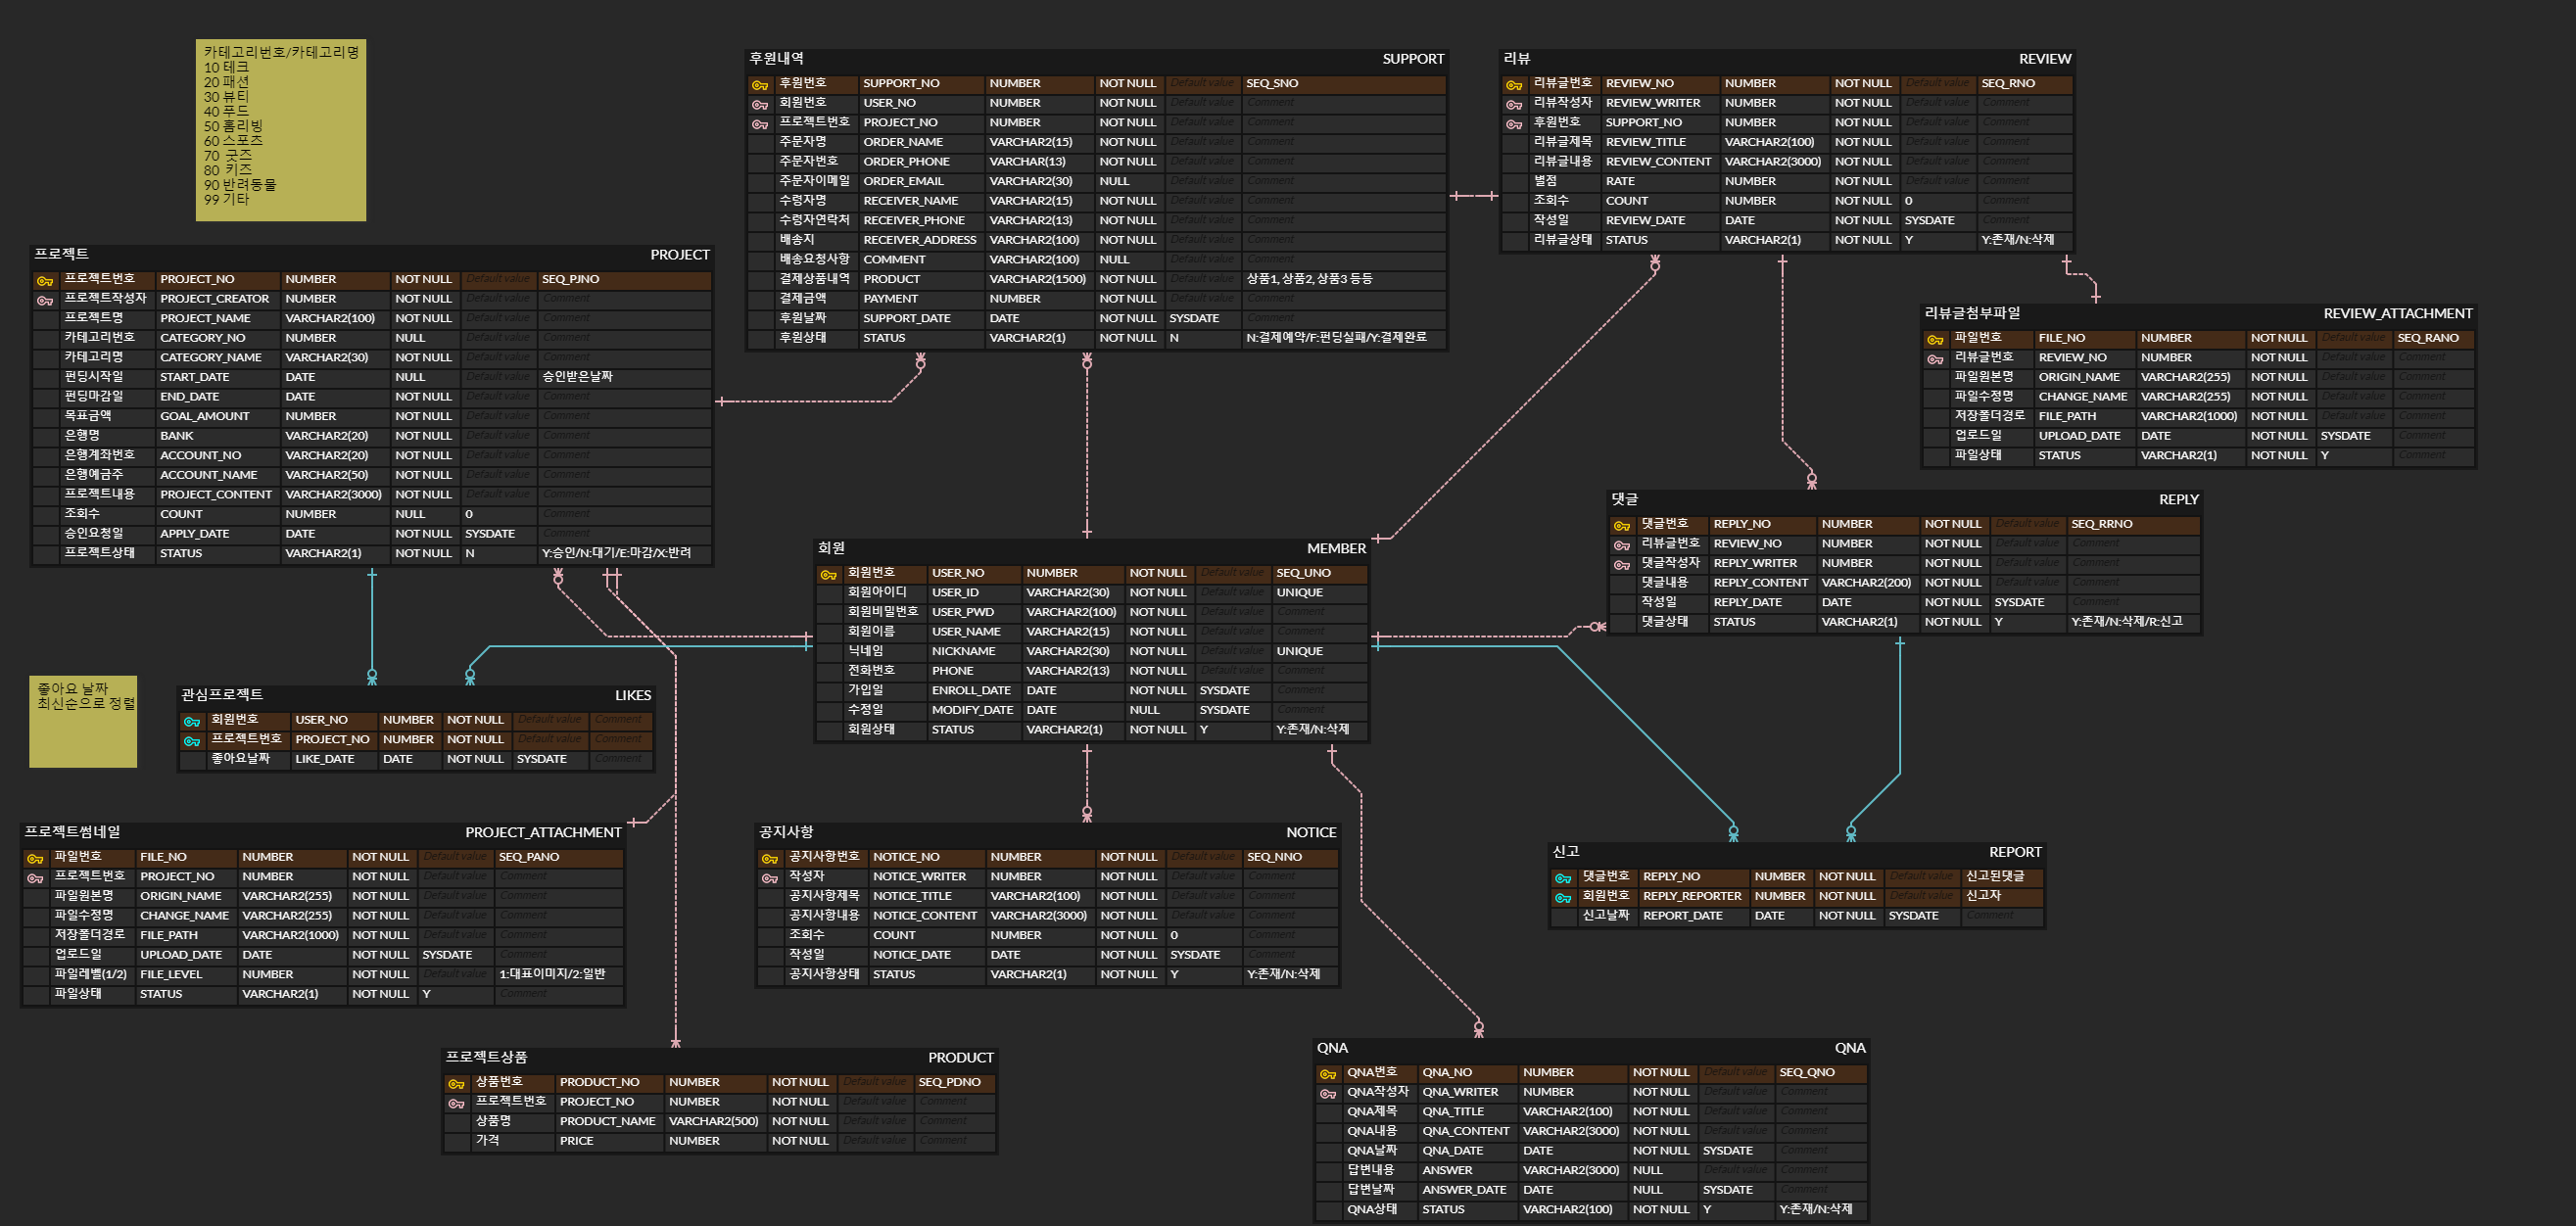 카테고리번호/카테고리명
10 테크
20 패션
30 뷰티
40 푸드
50 홈리빙
60 스포츠
70 굿즈
80 키즈
90 반려동물
99 기타
후원내역 SUPPORT
후원번호 SUPPORT_NO NUMBER NOT NULL Default value SEQ_SNO
회원번호 USER_NO NUMBER NOT NULL Default value Comment
프로젝트번호 PROJECT_NO NUMBER NOT NULL Default value Comment
주문자명 ORDER_NAME VARCHAR2(15) NOT NULL Default value Comment
주문자번호 ORDER_PHONE VARCHAR(13) NOT NULL Default value Comment
주문자이메일 ORDER_EMAIL VARCHAR2(30) NULL Default value Comment
수령자명 RECEIVER_NAME VARCHAR2(15) NOT NULL Default value Comment
수령자연락처 RECEIVER_PHONE VARCHAR2(13) NOT NULL Default value Comment
배송지 RECEIVER_ADDRESS VARCHAR2(100) NOT NULL Default value Comment
배송요청사항 COMMENT VARCHAR2(100) NULL Default value Comment
결제상품내역 PRODUCT VARCHAR2(1500) NOT NULL Default value 상품1, 상품2, 상품3 등등
결제금액 PAYMENT NUMBER NOT NULL Default value Comment
후원날짜 SUPPORT_DATE DATE NOT NULL SYSDATE Comment
후원상태 STATUS VARCHAR2(1) NOT NULL N N:결제예약/F:펀딩실패/Y:결제완료
리뷰 REVIEW
리뷰글번호 REVIEW_NO NUMBER NOT NULL Default value SEQ_RNO
리뷰작성자 REVIEW_WRITER NUMBER NOT NULL Default value Comment
후원번호 SUPPORT_NO NUMBER NOT NULL Default value Comment
리뷰글제목 REVIEW_TITLE VARCHAR2(100) NOT NULL Default value Comment
리뷰글내용 REVIEW_CONTENT VARCHAR2(3000) NOT NULL Default value Comment
별점 RATE NUMBER NOT NULL Default value Comment
조회수 COUNT NUMBER NOT NULL 0 Comment
작성일 REVIEW_DATE DATE NOT NULL SYSDATE Comment
리뷰글상태 STATUS VARCHAR2(1) NOT NULL Y Y:존재/N:삭제
프로젝트 PROJECT
프로젝트번호 PROJECT_NO NUMBER NOT NULL Default value SEQ_PJNO
프로젝트작성자 PROJECT_CREATOR NUMBER NOT NULL Default value Comment
프로젝트명 PROJECT_NAME VARCHAR2(100) NOT NULL Default value Comment
카테고리번호 CATEGORY_NO NUMBER NULL Default value Comment
카테고리명 CATEGORY_NAME VARCHAR2(30) NOT NULL Default value Comment
펀딩시작일 START_DATE DATE NULL Default value 승인받은날짜
펀딩마감일 END_DATE DATE NOT NULL Default value Comment
목표금액 GOAL_AMOUNT NUMBER NOT NULL Default value Comment
은행명 BANK VARCHAR2(20) NOT NULL Default value Comment
은행계좌번호 ACCOUNT_NO VARCHAR2(20) NOT NULL Default value Comment
은행예금주 ACCOUNT_NAME VARCHAR2(50) NOT NULL Default value Comment
프로젝트내용 PROJECT_CONTENT VARCHAR2(3000) NOT NULL Default value Comment
조회수 COUNT NUMBER NULL 0 Comment
승인요청일 APPLY_DATE DATE NOT NULL SYSDATE Comment
프로젝트상태 STATUS VARCHAR2(1) NOT NULL N Y:승인/N:대기/E:마감/X:반려
리뷰글첨부파일 REVIEW_ATTACHMENT
파일번호 FILE_NO NUMBER NOT NULL Default value SEQ_RANO
리뷰글번호 REVIEW_NO NUMBER NOT NULL Default value Comment
파일원본명 ORIGIN_NAME VARCHAR2(255) NOT NULL Default value Comment
파일수정명 CHANGE_NAME VARCHAR2(255) NOT NULL Default value Comment
저장폴더경로 FILE_PATH VARCHAR2(1000) NOT NULL Default value Comment
업로드일 UPLOAD_DATE DATE NOT NULL SYSDATE Comment
파일상태 STATUS VARCHAR2(1) NOT NULL Y Comment
댓글 REPLY
댓글번호 REPLY_NO NUMBER NOT NULL Default value SEQ_RRNO
리뷰글번호 REVIEW_NO NUMBER NOT NULL Default value Comment
댓글작성자 REPLY_WRITER NUMBER NOT NULL Default value Comment
댓글내용 REPLY_CONTENT VARCHAR2(200) NOT NULL Default value Comment
작성일 REPLY_DATE DATE NOT NULL SYSDATE Comment
댓글상태 STATUS VARCHAR2(1) NOT NULL Y Y:존재/N:삭제/R:신고
회원 MEMBER
회원번호 USER_NO NUMBER NOT NULL Default value SEQ_UNO
회원아이디 USER_ID VARCHAR2(30) NOT NULL Default value UNIQUE
회원비밀번호 USER_PWD VARCHAR2(100) NOT NULL Default value Comment
회원이름 USER_NAME VARCHAR2(15) NOT NULL Default value Comment
닉네임 NICKNAME VARCHAR2(30) NOT NULL Default value UNIQUE
전화번호 PHONE VARCHAR2(13) NOT NULL Default value Comment
가입일 ENROLL_DATE DATE NOT NULL SYSDATE Comment
수정일 MODIFY_DATE DATE NULL SYSDATE Comment
회원상태 STATUS VARCHAR2(1) NOT NULL Y Y:존재/N:삭제
좋아요 날짜
최신순으로 정렬
관심프로젝트 LIKES
회원번호 USER_NO NUMBER NOT NULL Default value Comment
프로젝트번호 PROJECT_NO NUMBER NOT NULL Default value Comment
좋아요날짜 LIKE_DATE DATE NOT NULL SYSDATE Comment
프로젝트썸네일 PROJECT_ATTACHMENT
파일번호 FILE_NO NUMBER NOT NULL Default value SEQ_PANO
프로젝트번호 PROJECT_NO NUMBER NOT NULL Default value Comment
파일원본명 ORIGIN_NAME VARCHAR2(255) NOT NULL Default value Comment
파일수정명 CHANGE_NAME VARCHAR2(255) NOT NULL Default value Comment
저장폴더경로 FILE_PATH VARCHAR2(1000) NOT NULL Default value Comment
업로드일 UPLOAD_DATE DATE NOT NULL SYSDATE Comment
파일레벨(1/2) FILE_LEVEL NUMBER NOT NULL Default value 1:대표이미지/2:일반
파일상태 STATUS VARCHAR2(1) NOT NULL Y Comment
공지사항 NOTICE
공지사항번호 NOTICE_NO NUMBER NOT NULL Default value SEQ_NNO
작성자 NOTICE_WRITER NUMBER NOT NULL Default value Comment
공지사항제목 NOTICE_TITLE VARCHAR2(100) NOT NULL Default value Comment
공지사항내용 NOTICE_CONTENT VARCHAR2(3000) NOT NULL Default value Comment
조회수 COUNT NUMBER NOT NULL 0 Comment
작성일 NOTICE_DATE DATE NOT NULL SYSDATE Comment
공지사항상태 STATUS VARCHAR2(1) NOT NULL Y Y:존재/N:삭제
신고 REPORT
댓글번호 REPLY_NO NUMBER NOT NULL Default value 신고된댓글
회원번호 REPLY_REPORTER NUMBER NOT NULL Default value 신고자
신고날짜 REPORT_DATE DATE NOT NULL SYSDATE Comment
프로젝트상품 PRODUCT
상품번호 PRODUCT_NO NUMBER NOT NULL Default value SEQ_PDNO
프로젝트번호 PROJECT_NO NUMBER NOT NULL Default value Comment
상품명 PRODUCT_NAME VARCHAR2(500) NOT NULL Default value Comment
가격 PRICE NUMBER NOT NULL Default value Comment
QNA QNA
QNA번호 QNA_NO NUMBER NOT NULL Default value SEQ_QNO
QNA작성자 QNA_WRITER NUMBER NOT NULL Default value Comment
QNA제목 QNA_TITLE VARCHAR2(100) NOT NULL Default value Comment
QNA내용 QNA_CONTENT VARCHAR2(3000) NOT NULL Default value Comment
QNA날짜 QNA_DATE DATE NOT NULL SYSDATE Comment
답변내용 ANSWER VARCHAR2(3000) NULL Default value Comment
답변날짜 ANSWER_DATE DATE NULL SYSDATE Comment
QNA상태 STATUS VARCHAR2(100) NOT NULL Y Y:존재/N:삭제